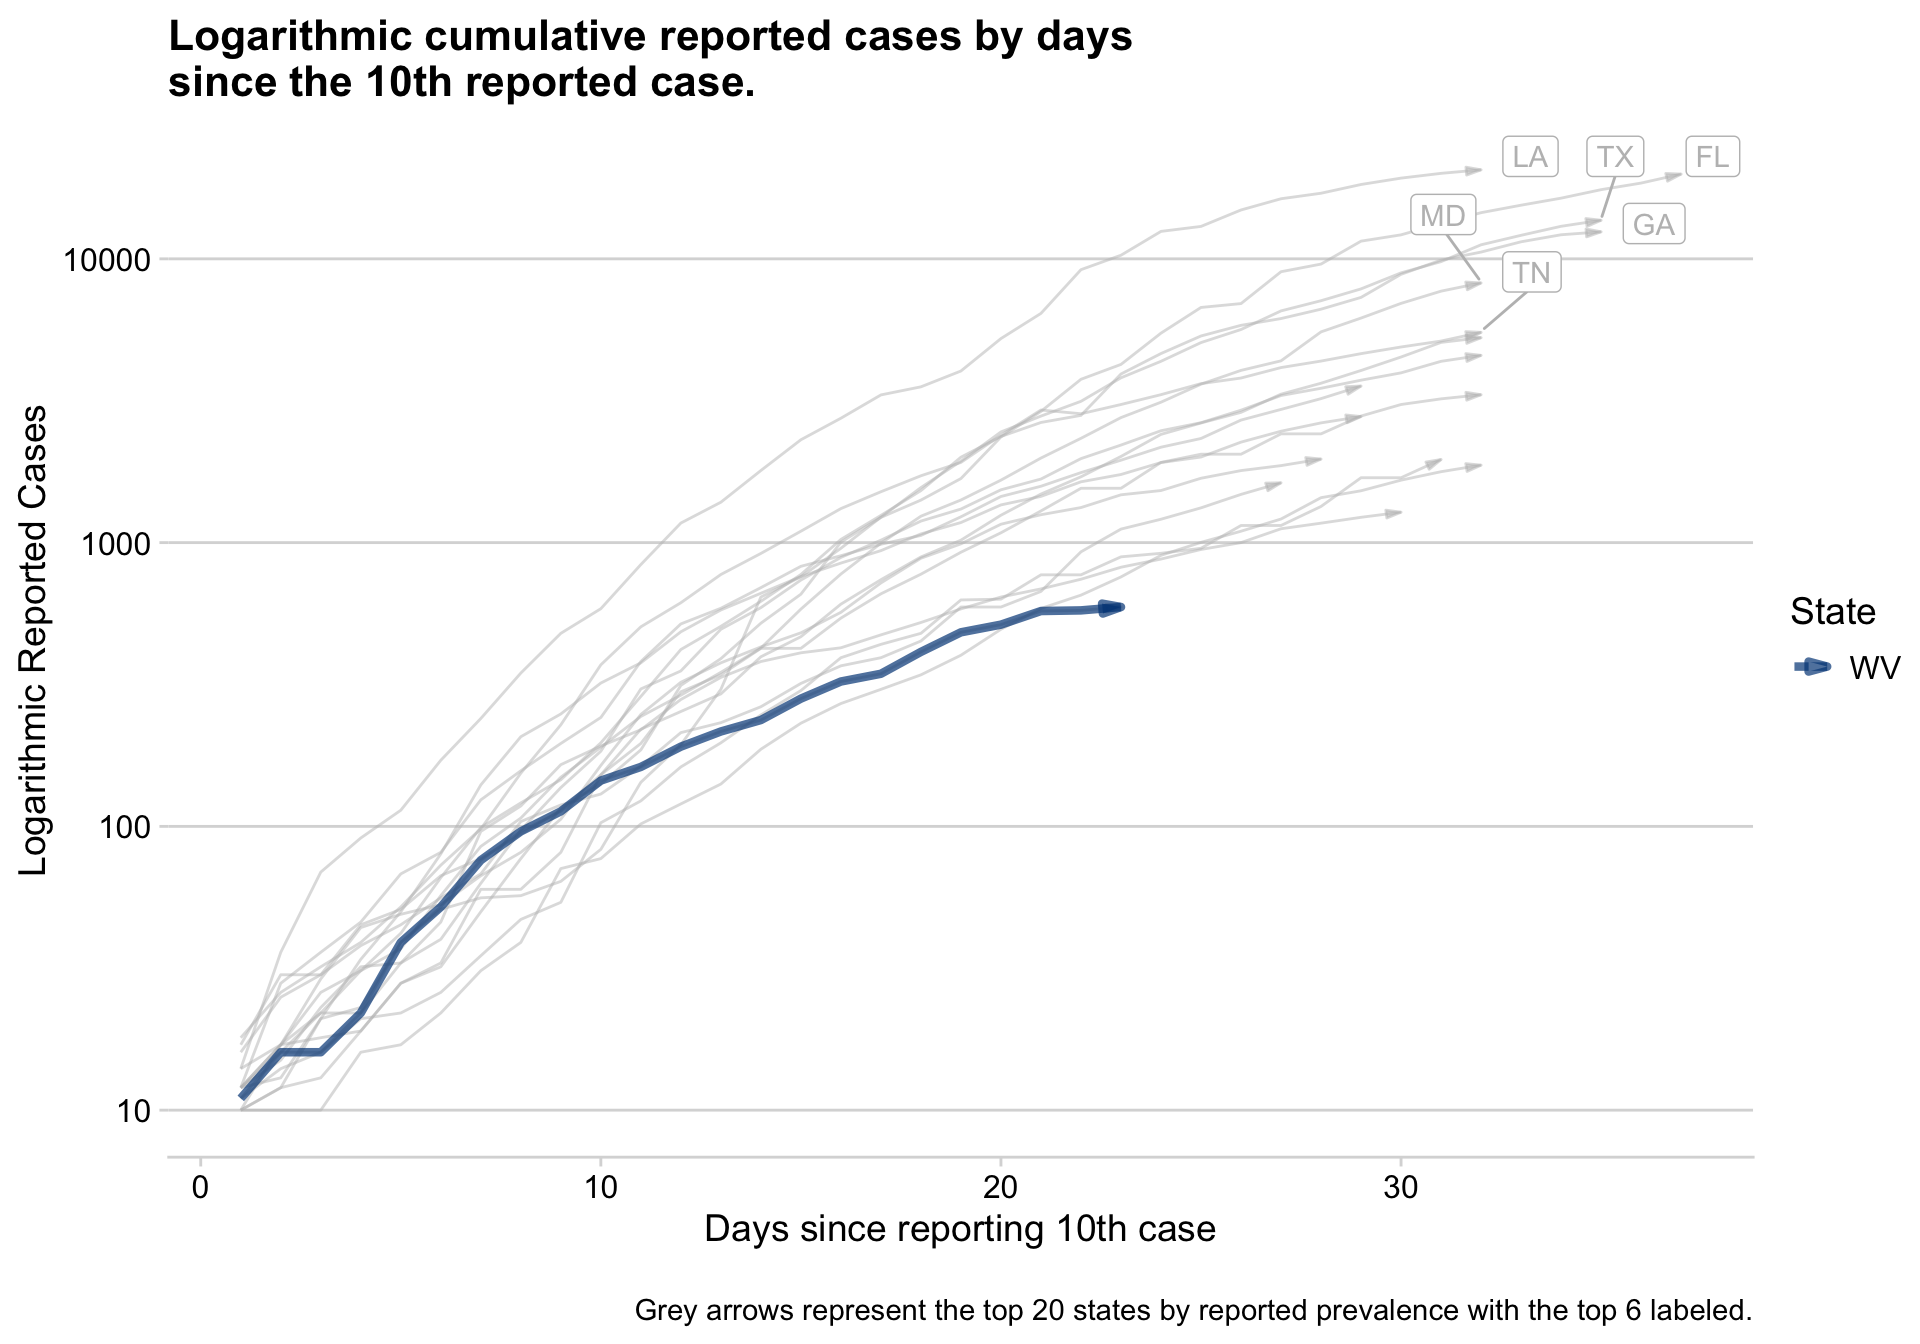 Logarithmic cumulative reported cases by days
since the 10th reported case.
LA
TX
FL
MD
GA
TN
10000
1000
100
10
Logarithmic Reported Cases
State
WV
0
10
20
30
Days since reporting 10th case
Grey arrows represent the top 20 states by reported prevalence with the top 6 labeled.